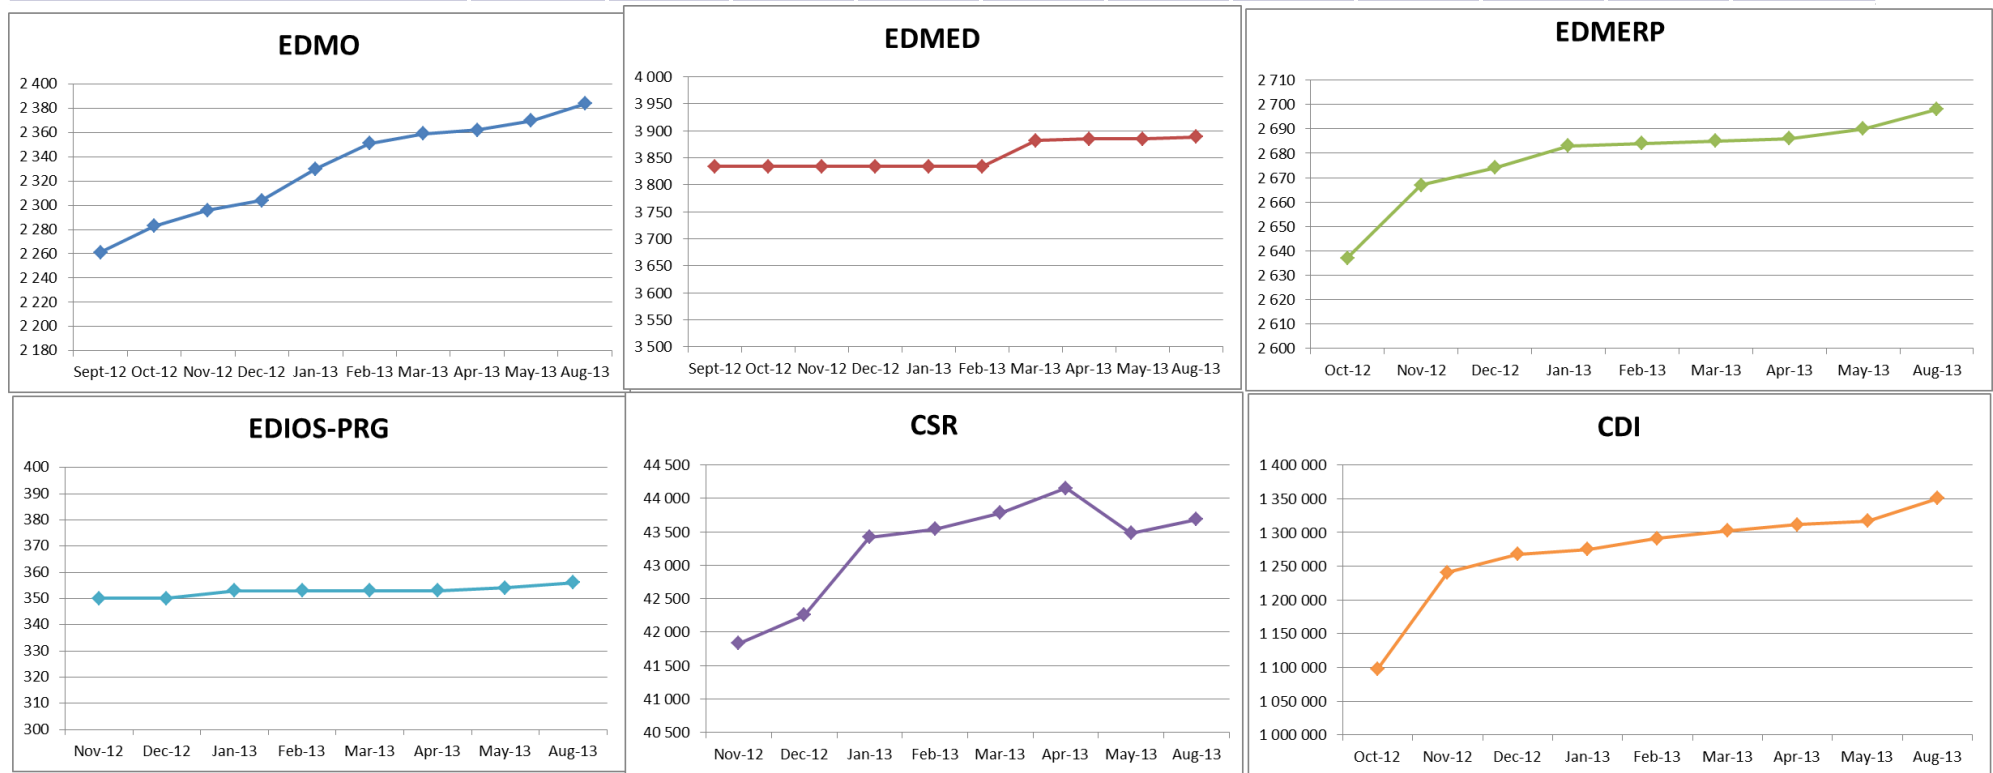 EDMO
2 400
2 380
2 360
2 340
2 320
2 300
2 280
2 260
2 240
2 220
2 200
2 180
Sept-12 Oct-12 Nov-12 Dec-12 Jan-13 Feb-13 Mar-13 Apr-13 May-13 Aug-13
EDMED
4 000
3 950
3 900
3 850
3 800
3 750
3 700
3 650
3 600
3 550
3 500
Sept-12 Oct-12 Nov-12 Dec-12 Jan-13 Feb-13 Mar-13 Apr-13 May-13 Aug-13
EDMERP
2 710
2 700
2 690
2 680
2 670
2 660
2 650
2 640
2 630
2 620
2 610
2 600
Oct-12 Nov-12 Dec-12 Jan-13 Feb-13 Mar-13 Apr-13 May-13 Aug-13
EDIOS-PRG
400
390
380
370
360
350
340
330
320
310
300
Nov-12 Dec-12 Jan-13 Feb-13 Mar-13 Apr-13 May-13 Aug-13
CSR
44 500
44 000
43 500
43 000
42 500
42 000
41 500
41 000
40 500
Nov-12 Dec-12 Jan-13 Feb-13 Mar-13 Apr-13 May-13 Aug-13
CDI
1 400 000
1 350 000
1 300 000
1 250 000
1 200 000
1 150 000
1 100 000
1 050 000
1 000 000
Oct-12 Nov-12 Dec-12 Jan-13 Feb-13 Mar-13 Apr-13 May-13 Aug-13